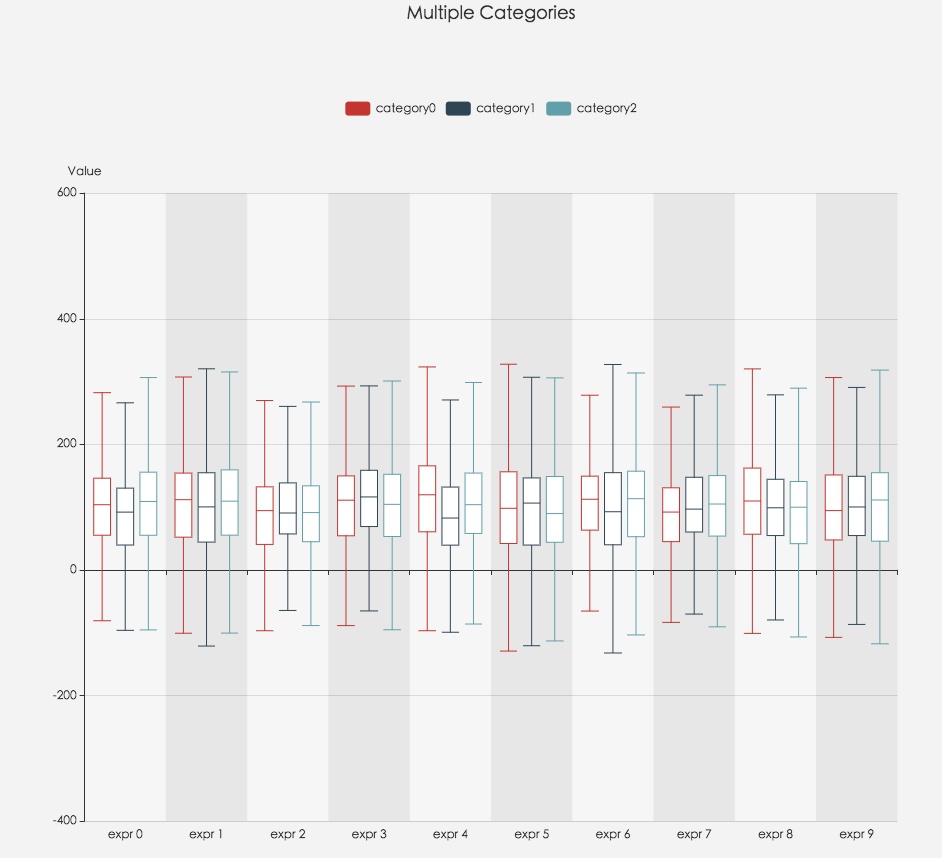 Multiple Categories
category0 category1 category2
Value
600
400
200
0
-200
-400
expr 0 expr 1 expr 2 expr 3 expr 4 expr 5 expr 6 expr 7 expr 8 expr 9